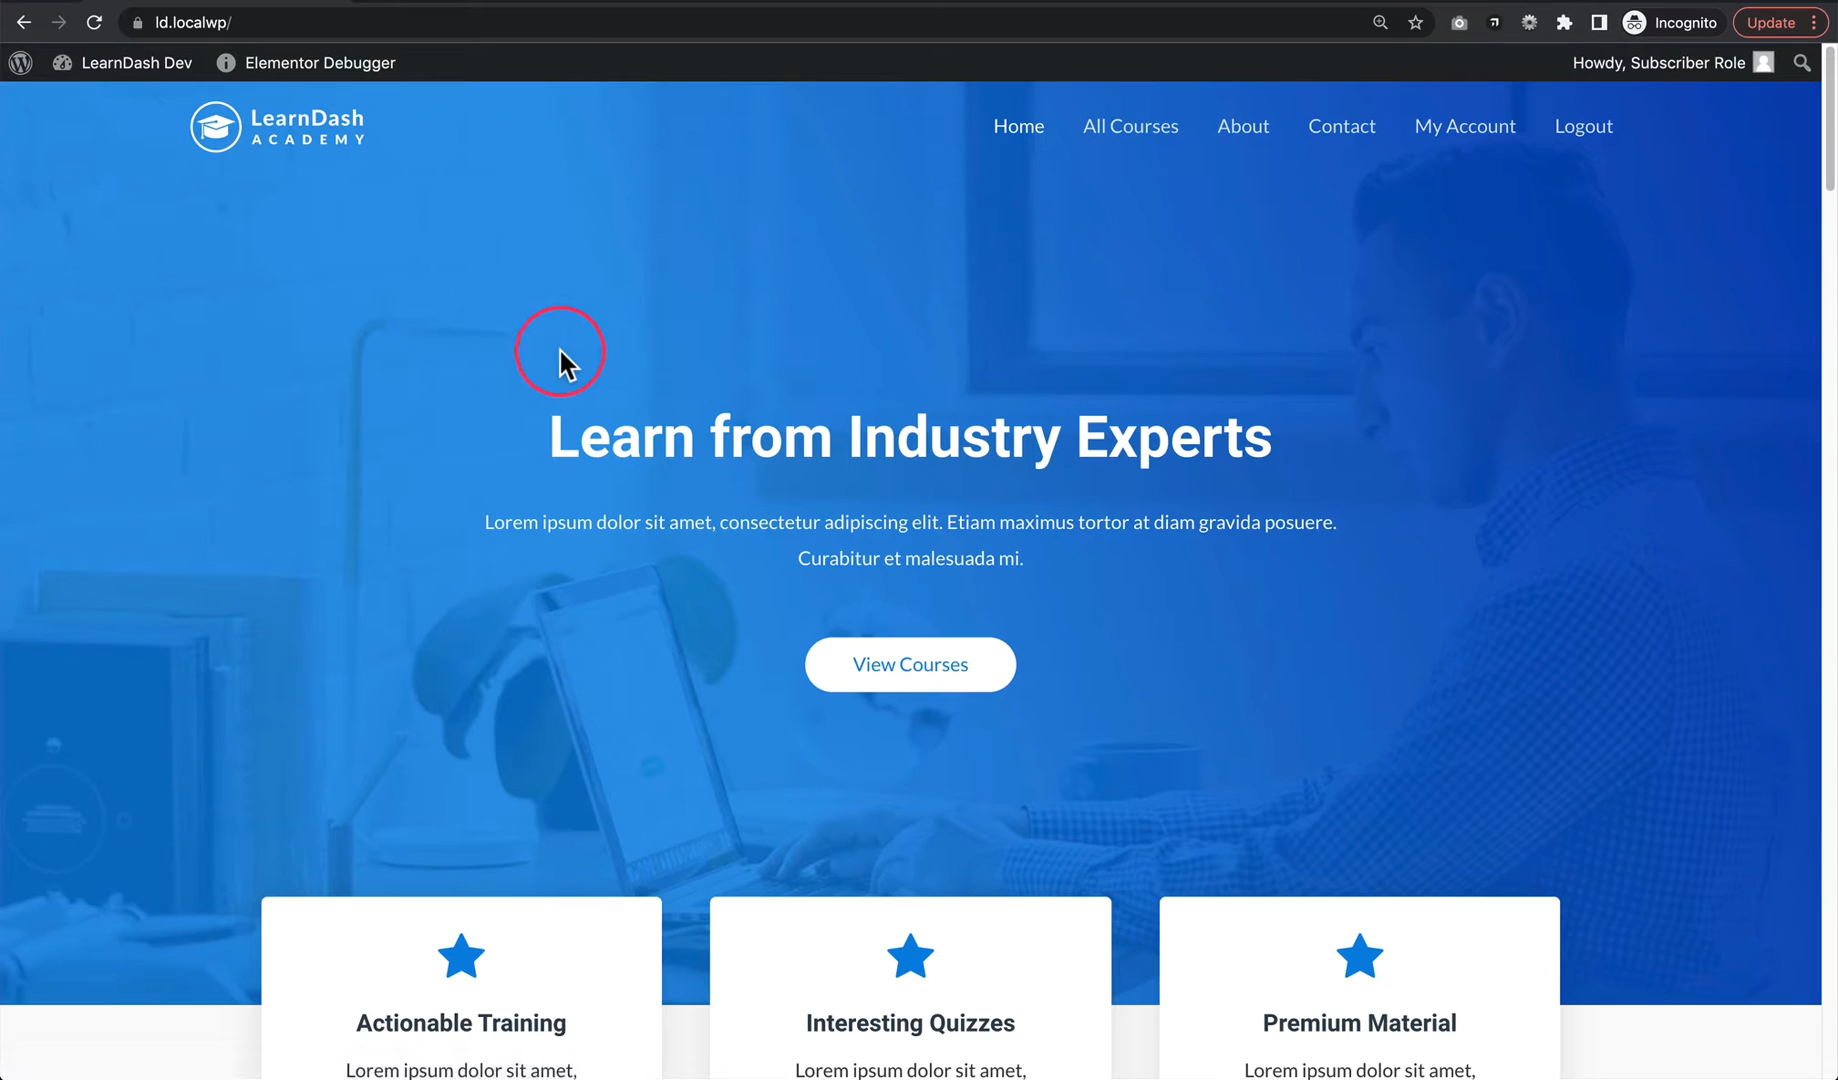 ld.localwp/
Incognito
Update
LearnDash Dev
Elementor Debugger
Howdy, Subscriber Role
LearnDash
ACADEMY
Home
All Courses
About
Contact
My Account
Logout
Learn from Industry Experts
Lorem ipsum dolor sit amet, consectetur adipiscing elit. Etiam maximus tortor at diam gravida posuere.
Curabitur et malesuada mi.
View Courses
Actionable Training
Lorem ipsum dolor sit amet,
Interesting Quizzes
Lorem ipsum dolor sit amet,
Premium Material
Lorem ipsum dolor sit amet,